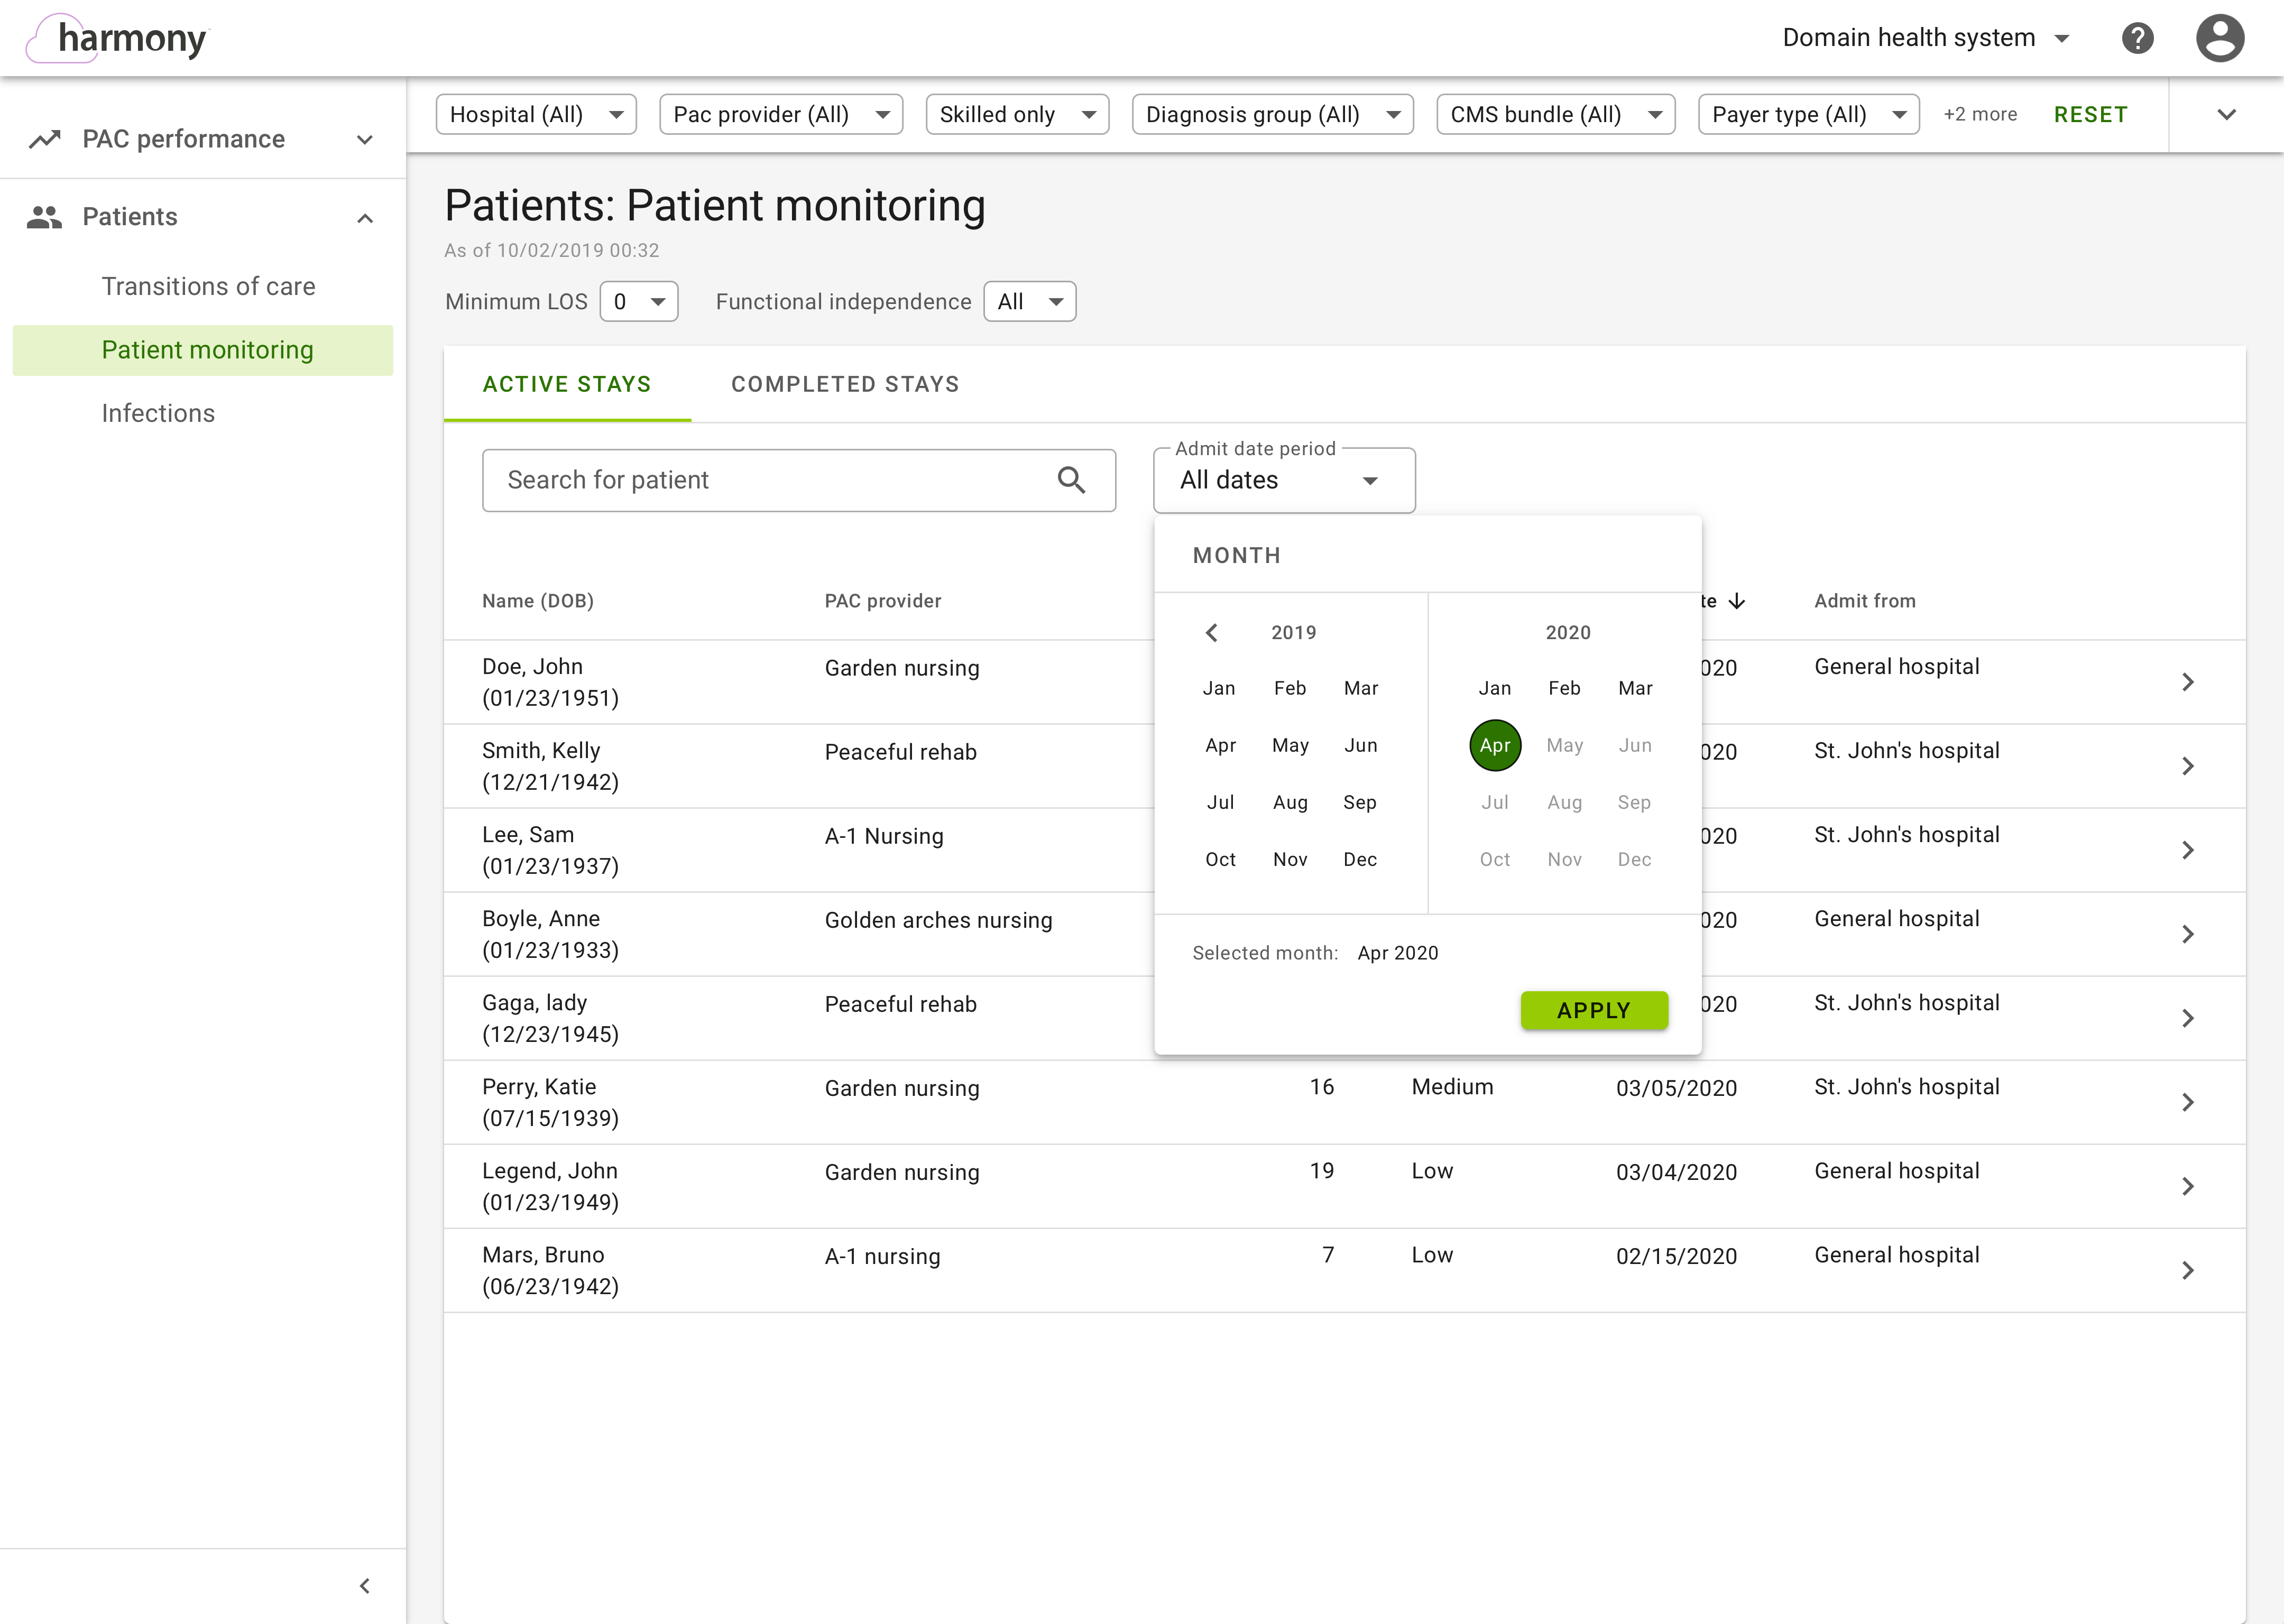 harmony
Domain health system
PAC performance
Patients
Transitions of care
Patient monitoring
Infections
Hospital (All)
Pac provider (All)
Skilled only
Diagnosis group (All)
CMS bundle (All)
Payer type (All)
+2 more
RESET
Patients: Patient monitoring
As of 10/02/2019 00:32
Minimum LOS 0 Functional independence All
ACTIVE STAYS COMPLETED STAYS
Search for patient
Admit date period
All dates
MONTH
2019
Jan Feb Mar
Apr May Jun
Jul Aug Sep
Oct Nov Dec
2020
Jan Feb Mar
Apr May Jun
Jul Aug Sep
Oct Nov Dec
Selected month: Apr 2020
APPLY
Name (DOB) PAC provider te Admit from
Doe, John Garden nursing 020 General hospital
(01/23/1951)
Smith, Kelly Peaceful rehab 020 St. John's hospital
(12/21/1942)
Lee, Sam A-1 Nursing 020 St. John's hospital
(01/23/1937)
Boyle, Anne Golden arches nursing 020 General hospital
(01/23/1933)
Gaga, lady Peaceful rehab 020 St. John's hospital
(12/23/1945)
Perry, Katie Garden nursing 16 Medium 03/05/2020 St. John's hospital
(07/15/1939)
Legend, John Garden nursing 19 Low 03/04/2020 General hospital
(01/23/1949)
Mars, Bruno A-1 nursing 7 Low 02/15/2020 General hospital
(06/23/1942)